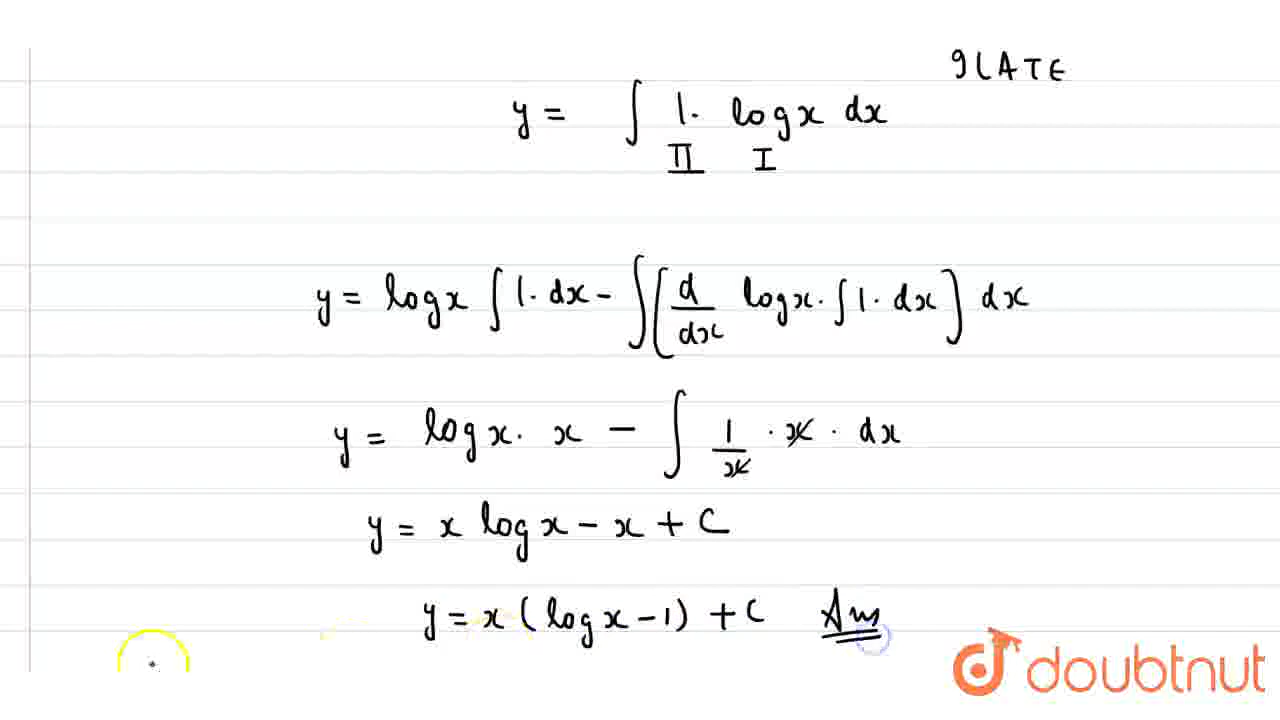 ILATE
y = ∫ 1. log x dx
II I
y = log x ∫ 1. dx - ∫ [d/dx log x. ∫ 1. dx] dx
y = log x. x - ∫ 1/x . x . dx
y = x log x - x + C
y = x (log x - 1) + C Ans
doubtnut